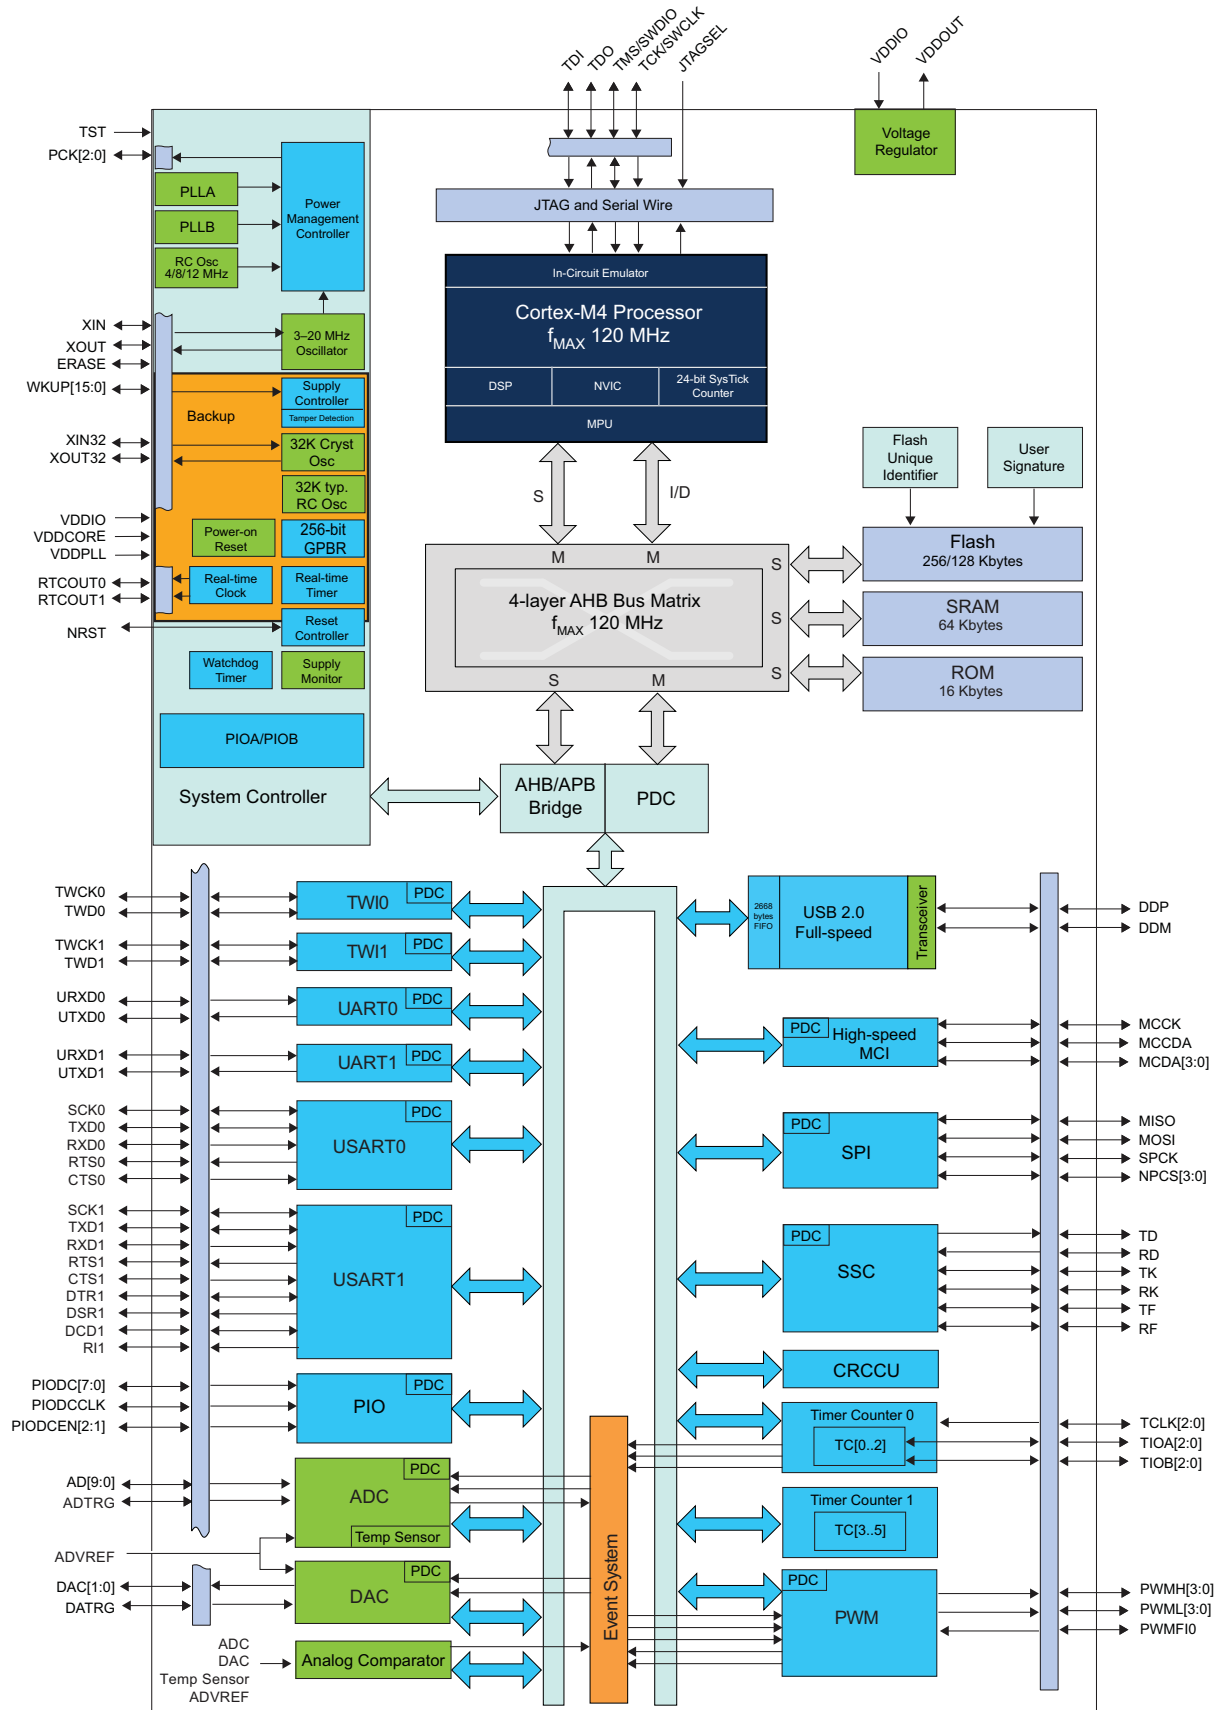 TDI
TDO
TMS/SWDIO
TCK/SWCLK
JTAGSEL
VDDIO
VDDOUT
TST
PCK[2:0]
PLLA
PLLB
RC Osc
4/8/12 MHz
Power
Management
Controller
JTAG and Serial Wire
Voltage
Regulator
In-Circuit Emulator
Cortex-M4 Processor
fMAX 120 MHz
DSP
NVIC
24-bit SysTick
Counter
MPU
XIN
XOUT
ERASE
WKUP[15:0]
3–20 MHz
Oscillator
Backup
Supply
Controller
Tamper Detection
XIN32
XOUT32
32K Cryst
Osc
32K typ.
RC Osc
VDDIO
VDDCORE
VDDPLL
Power-on
Reset
256-bit
GPBR
RTCOUT0
RTCOUT1
Real-time
Clock
Real-time
Timer
NRST
Reset
Controller
Watchdog
Timer
Supply
Monitor
PIOA/PIOB
System Controller
S
I/D
M
M
S
S
S
S
M
4-layer AHB Bus Matrix
fMAX 120 MHz
Flash
Unique
Identifier
User
Signature
Flash
256/128 Kbytes
SRAM
64 Kbytes
ROM
16 Kbytes
AHB/APB
Bridge
PDC
TWCK0
TWD0
TWI0
PDC
TWCK1
TWD1
TWI1
PDC
URXD0
UTXD0
UART0
PDC
URXD1
UTXD1
UART1
PDC
SCK0
TXD0
RXD0
RTS0
CTS0
USART0
PDC
SCK1
TXD1
RXD1
RTS1
CTS1
DTR1
DSR1
DCD1
RI1
USART1
PDC
PIODC[7:0]
PIODCCLK
PIODCEN[2:1]
PIO
PDC
AD[9:0]
ADTRG
ADC
PDC
Temp Sensor
ADVREF
DAC[1:0]
DATRG
DAC
PDC
ADC
DAC
Temp Sensor
ADVREF
Analog Comparator
Event System
2668
bytes
FIFO
USB 2.0
Full-speed
Transceiver
DDP
DDM
PDC
High-speed
MCI
MCCK
MCCDA
MCDA[3:0]
PDC
SPI
MISO
MOSI
SPCK
NPCS[3:0]
PDC
SSC
TD
RD
TK
RK
TF
RF
CRCCU
Timer Counter 0
TC[0..2]
TCLK[2:0]
TIOA[2:0]
TIOB[2:0]
Timer Counter 1
TC[3..5]
PDC
PWM
PWMH[3:0]
PWML[3:0]
PWMFI0